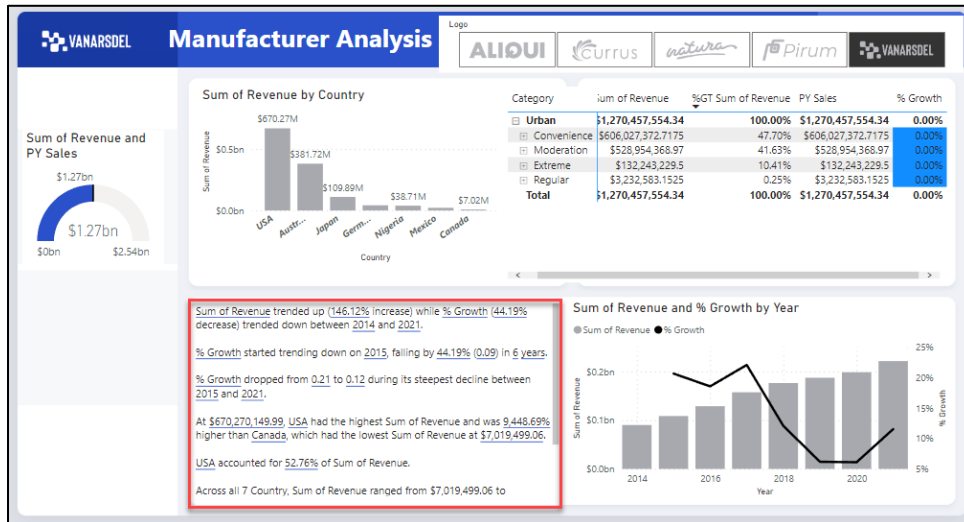 VANARSDEL
Manufacturer Analysis
Logo
ALIQUI
currus
natura
Pirum
VANARSDEL
Sum of Revenue and
PY Sales
$1.27bn
$1.27bn
$0bn
$2.54bn
Sum of Revenue by Country
$670.27M
$381.72M
$109.89M
$38.71M
$7.02M
Sum of Revenue
$0.5bn
$0.0bn
USA
Austr...
Japan
Germ...
Nigeria
Mexico
Canada
Country
Category Sum of Revenue %GT Sum of Revenue PY Sales % Growth
Urban $1,270,457,554.34 100.00% $1,270,457,554.34 0.00%
Convenience $606,027,372.7175 47.70% $606,027,372.7175 0.00%
Moderation $528,954,368.97 41.63% $528,954,368.97 0.00%
Extreme $132,243,229.5 10.41% $132,243,229.5 0.00%
Regular $3,232,583.1525 0.25% $3,232,583.1525 0.00%
Total $1,270,457,554.34 100.00% $1,270,457,554.34 0.00%
Sum of Revenue trended up (146.12% increase) while % Growth (44.19%
decrease) trended down between 2014 and 2021.
% Growth started trending down on 2015, falling by 44.19% (0.09) in 6 years.
% Growth dropped from 0.21 to 0.12 during its steepest decline between
2015 and 2021.
At $670,270,149.99, USA had the highest Sum of Revenue and was 9,448.69%
higher than Canada, which had the lowest Sum of Revenue at $7,019,499.06.
USA accounted for 52.76% of Sum of Revenue.
Across all 7 Country, Sum of Revenue ranged from $7,019,499.06 to
Sum of Revenue and % Growth by Year
Sum of Revenue % Growth
Sum of Revenue
$0.2bn
$0.1bn
$0.0bn
25%
20%
15%
10%
5%
% Growth
2014
2016
2018
2020
Year